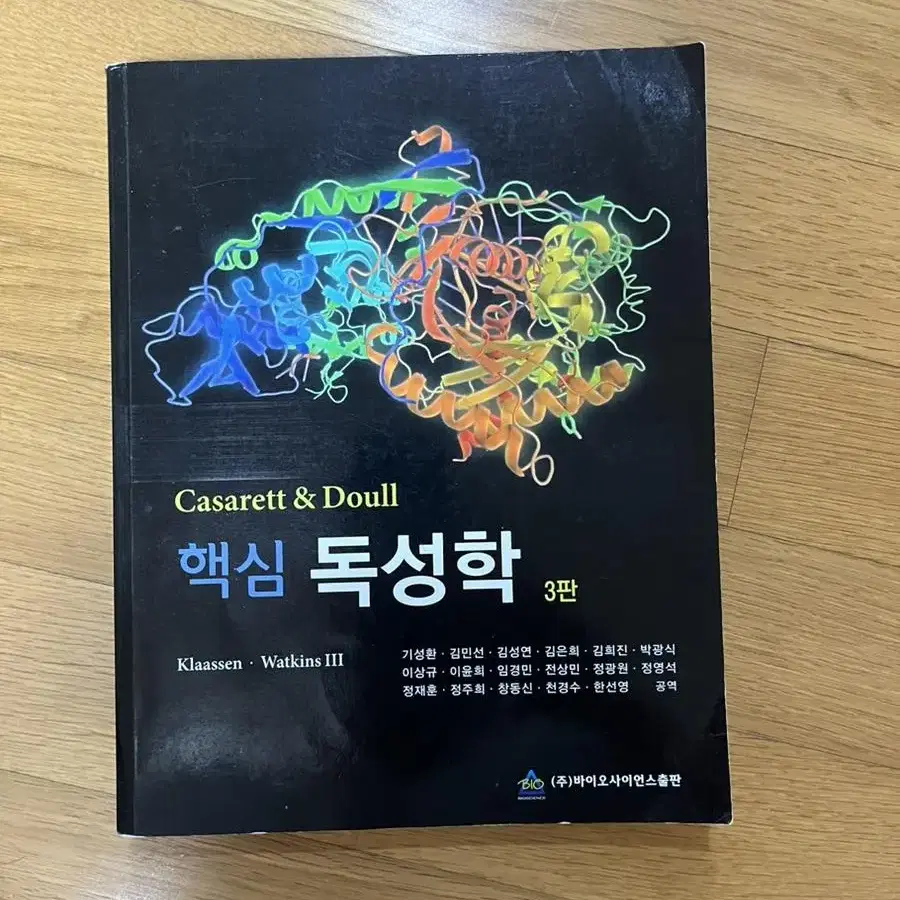 Casarett & Doull
핵심 독성학 3판
Klaassen · Watkins III
기성환 · 김민선 · 김성연 · 김은희 · 김희진 · 박광식
이상규 · 이윤희 · 임경민 · 전상민 · 정광원 · 정영석
정재훈 · 정주희 · 창동신 · 천경수 · 한선영 공역
BIO
BIOSCIENCE
(주)바이오사이언스출판